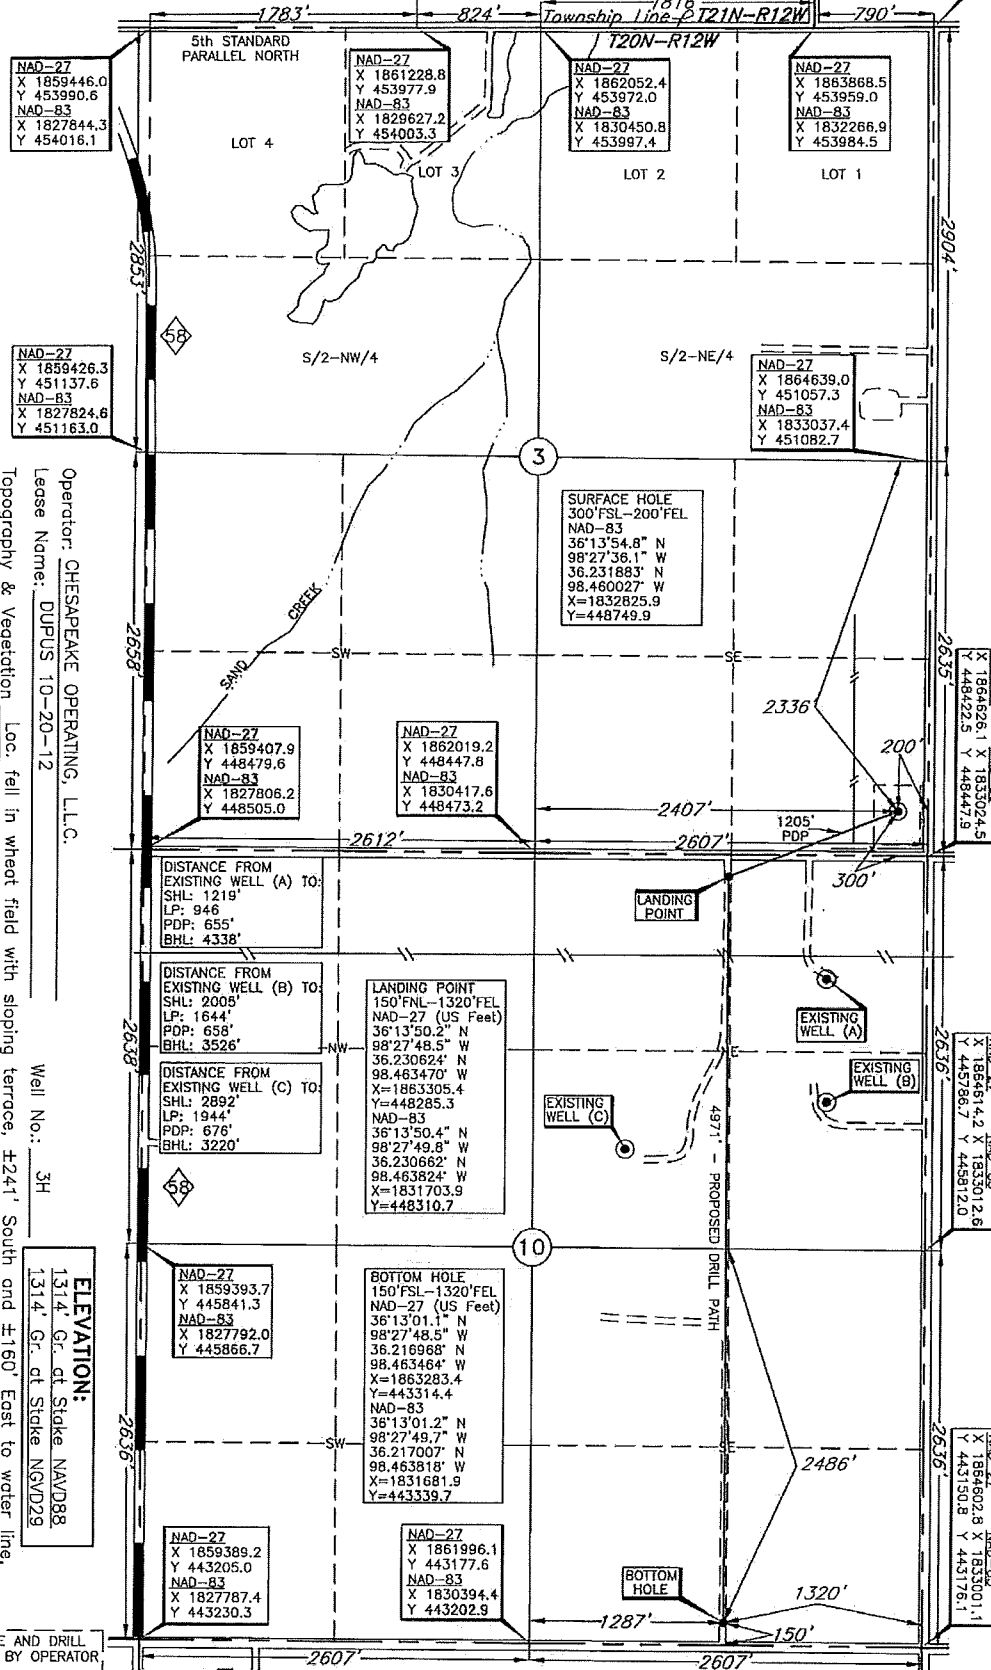 1816'
1783'
824'
Township Line T21N-R12W
790'
T20N-R12W
5th STANDARD
PARALLEL NORTH
NAD-27
X 1859446.0
Y 453990.6
NAD-83
X 1827844.3
Y 454016.1
NAD-27
X 1861228.8
Y 453977.9
NAD-83
X 1829627.2
Y 454003.3
NAD-27
X 1862052.4
Y 453972.0
NAD-83
X 1830450.8
Y 453997.4
NAD-27
X 1863868.5
Y 453959.0
NAD-83
X 1832266.9
Y 453984.5
LOT 4
LOT 3
LOT 2
LOT 1
2853'
2904'
58
S/2-NW/4
S/2-NE/4
NAD-27
X 1859426.3
Y 451137.6
NAD-83
X 1827824.6
Y 451163.0
NAD-27
X 1864639.0
Y 451057.3
NAD-83
X 1833037.4
Y 451082.7
3
SURFACE HOLE
300'FSL-200'FEL
NAD-83
36°13'54.8" N
98°27'36.1" W
36.231883° N
98.460027° W
X=1832825.9
Y=448749.9
SAND CREEK
2658'
2635'
SW
SE
2336'
200'
X 1864626.1 X 1833024.5
Y 448422.5 Y 448447.9
NAD-27
X 1859407.9
Y 448479.6
NAD-83
X 1827806.2
Y 448505.0
NAD-27
X 1862019.2
Y 448447.8
NAD-83
X 1830417.6
Y 448473.2
2407'
1205'
PDP
2612'
2607'
300'
LANDING
POINT
DISTANCE FROM
EXISTING WELL (A) TO:
SHL: 1219'
LP: 946
PDP: 655'
BHL: 4338'
DISTANCE FROM
EXISTING WELL (B) TO:
SHL: 2005'
LP: 1644'
PDP: 658'
BHL: 3526'
DISTANCE FROM
EXISTING WELL (C) TO:
SHL: 2892'
LP: 1944'
PDP: 676'
BHL: 3220'
LANDING POINT
150'FNL-1320'FEL
NAD-27 (US Feet)
36°13'50.2" N
98°27'48.5" W
36.230624° N
98.463470° W
X=1863305.4
Y=448285.3
NAD-83
36°13'50.4" N
98°27'49.8" W
36.230662° N
98.463824° W
X=1831703.9
Y=448310.7
EXISTING
WELL (A)
EXISTING
WELL (B)
EXISTING
WELL (C)
NW
NE
2638'
2636'
4971' - PROPOSED DRILL PATH
X 1864614.2 X 1833012.6
Y 445786.7 Y 445812.0
58
10
NAD-27
X 1859393.7
Y 445841.3
NAD-83
X 1827792.0
Y 445866.7
BOTTOM HOLE
150'FSL-1320'FEL
NAD-27 (US Feet)
36°13'01.1" N
98°27'48.5" W
36.216968° N
98.463464° W
X=1863283.4
Y=443314.4
NAD-83
36°13'01.2" N
98°27'49.7" W
36.217007° N
98.463818° W
X=1831681.9
Y=443339.7
2636'
2636'
SW
SE
2486'
X 1864602.8 X 1833001.1
Y 443150.8 Y 443176.1
NAD-27
X 1859389.2
Y 443205.0
NAD-83
X 1827787.4
Y 443230.3
NAD-27
X 1861996.1
Y 443177.6
NAD-83
X 1830394.4
Y 443202.9
BOTTOM
HOLE
1287'
1320'
150'
2607'
2607'
Operator: CHESAPEAKE OPERATING, L.L.C.
Lease Name: DUPUS 10-20-12 Well No.: 3H
Topography & Vegetation Loc. fell in wheat field with sloping terrace, ±241' South and ±160' East to water line,
ELEVATION:
1314' Gr. at Stake NAVD88
1314' Gr. at Stake NGVD29
E AND DRILL
BY OPERATOR